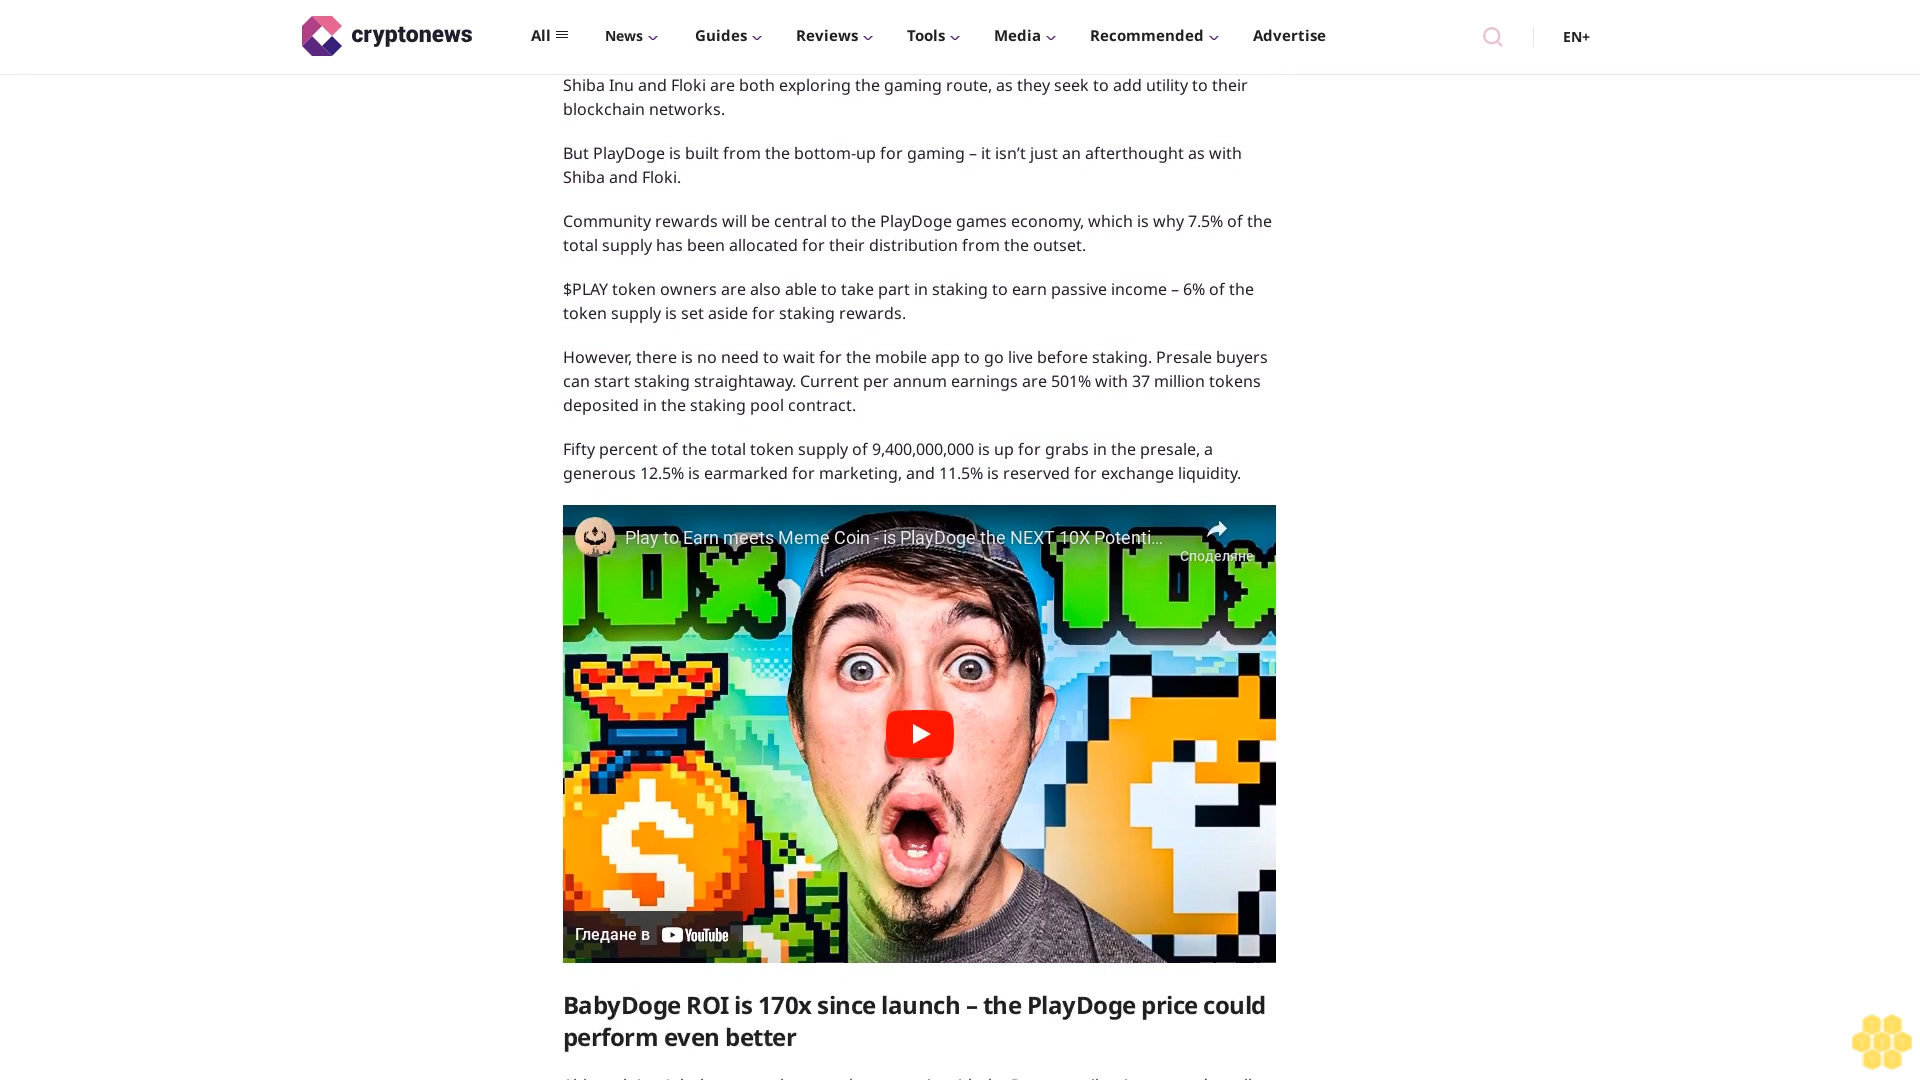 cryptonews
All
News
Guides
Reviews
Tools
Media
Recommended
Advertise
EN+
Shiba Inu and Floki are both exploring the gaming route, as they seek to add utility to their
blockchain networks.
But PlayDoge is built from the bottom-up for gaming – it isn’t just an afterthought as with
Shiba and Floki.
Community rewards will be central to the PlayDoge games economy, which is why 7.5% of the
total supply has been allocated for their distribution from the outset.
$PLAY token owners are also able to take part in staking to earn passive income – 6% of the
token supply is set aside for staking rewards.
However, there is no need to wait for the mobile app to go live before staking. Presale buyers
can start staking straightaway. Current per annum earnings are 501% with 37 million tokens
deposited in the staking pool contract.
Fifty percent of the total token supply of 9,400,000,000 is up for grabs in the presale, a
generous 12.5% is earmarked for marketing, and 11.5% is reserved for exchange liquidity.
Play to Earn meets Meme Coin - is PlayDoge the NEXT 10X Potenti...
Споделяне
10x
10x
$
Гледане в YouTube
BabyDoge ROI is 170x since launch – the PlayDoge price could
perform even better